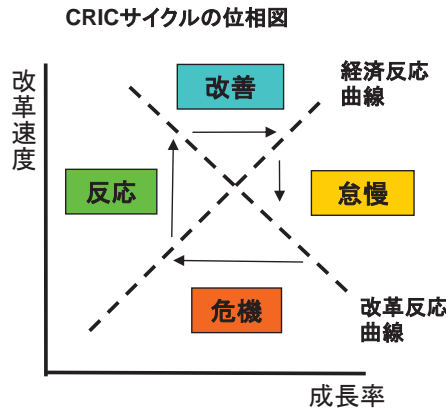 CRICサイクルの位相図
改革速度
改善
経済反応
曲線
反応
怠慢
危機
改革反応
曲線
成長率